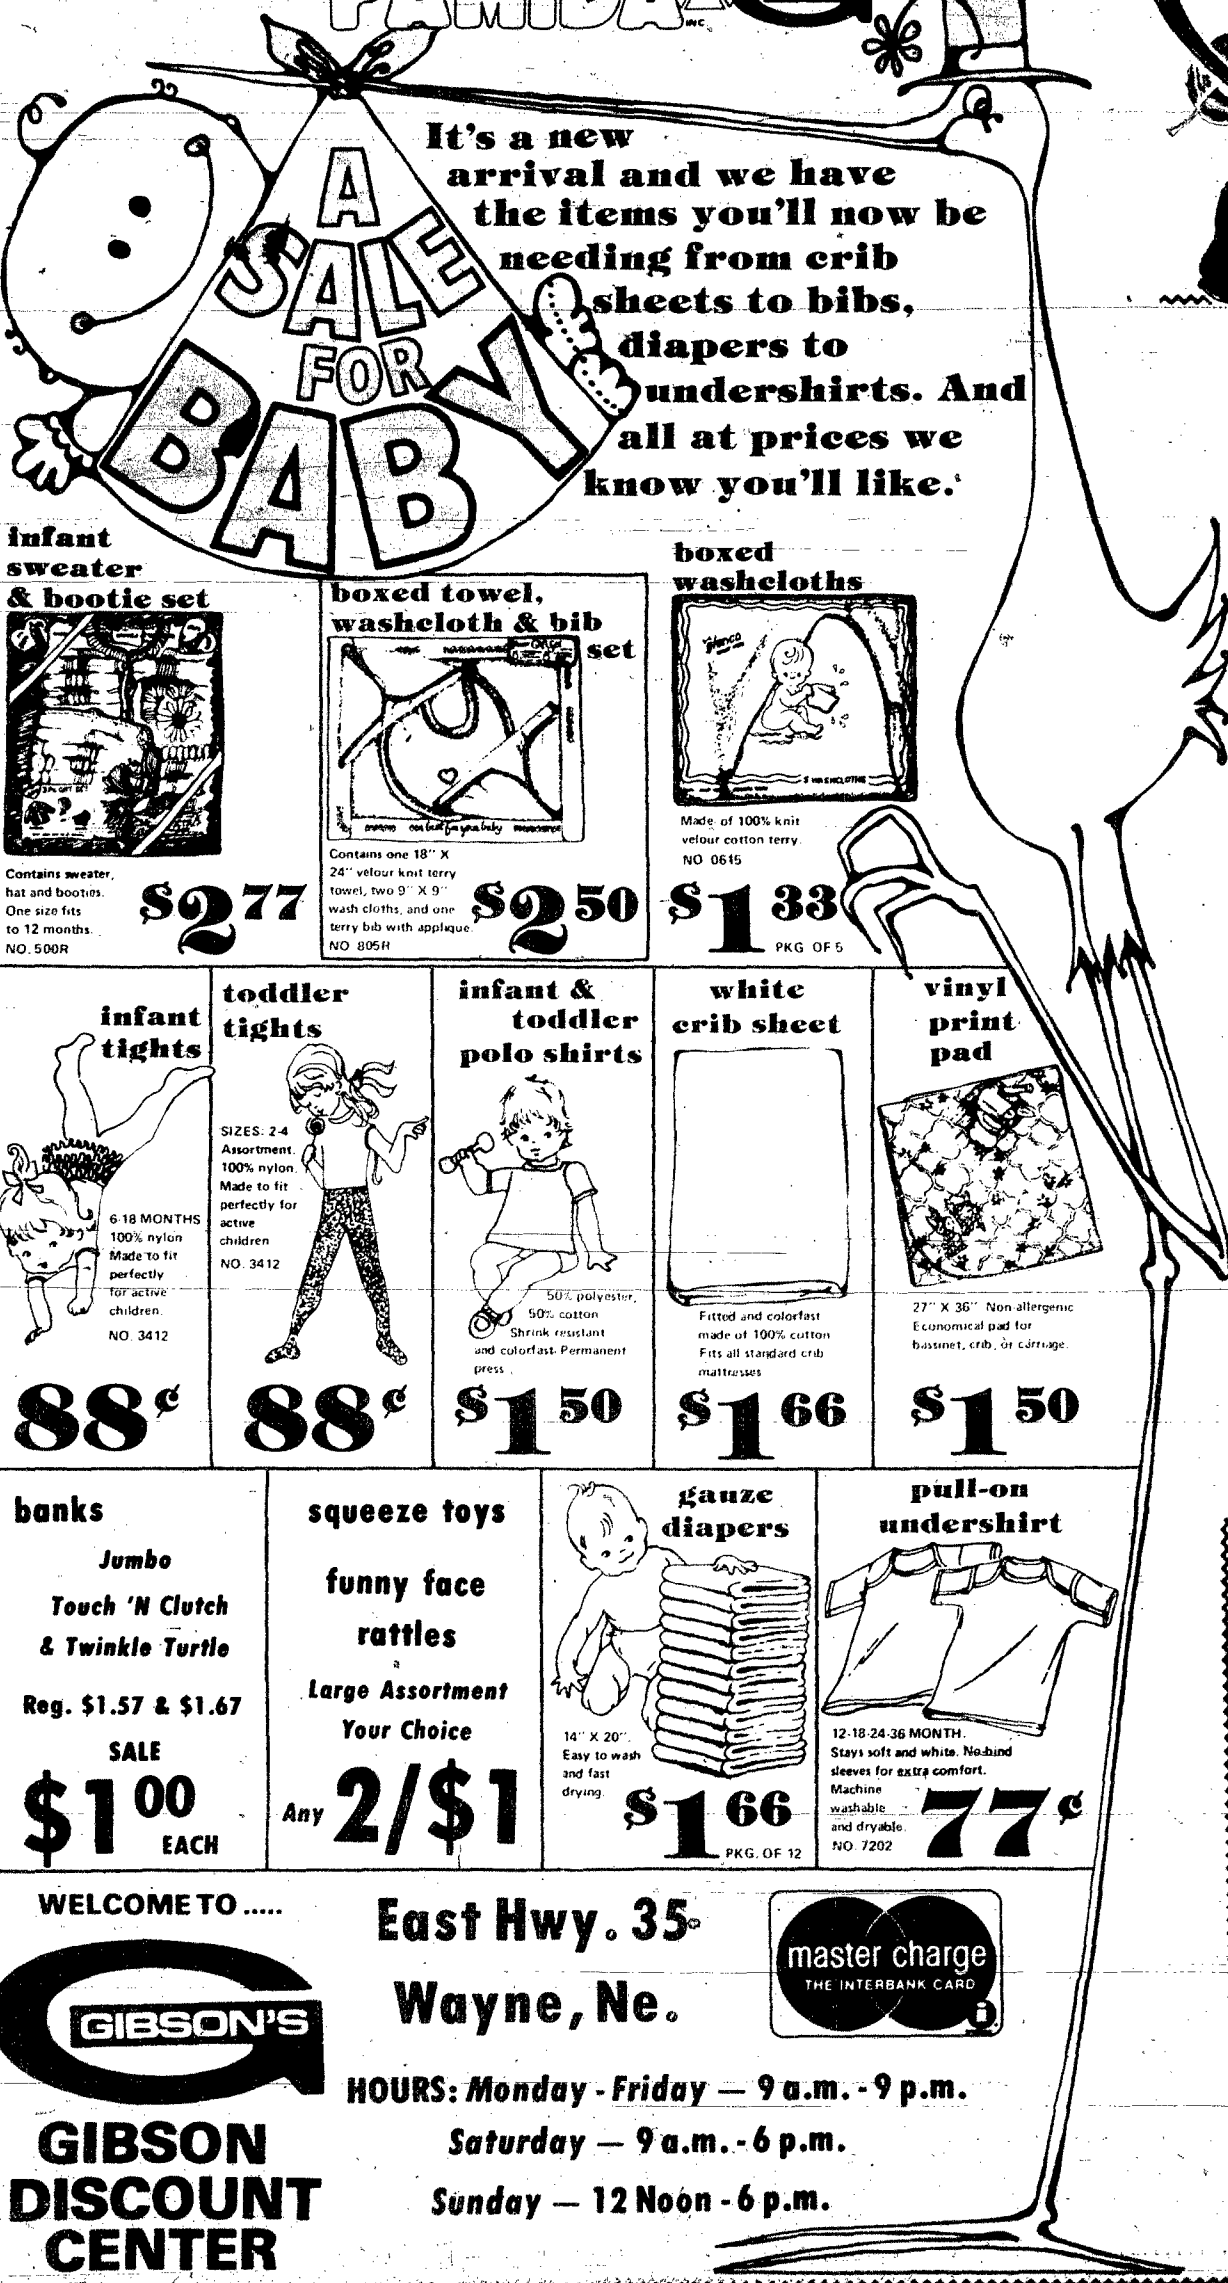 PAMIDA
INC.
A
SALE
FOR
BABY
It's a new
arrival and we have
the items you'll now be
needing from crib
sheets to bibs,
diapers to
undershirts. And
all at prices we
know you'll like.
infant
sweater
& bootie set
Contains sweater,
hat and booties.
One size fits
to 12 months.
NO. 500R
$2 77
boxed towel,
washcloth & bib
set
Contains one 18" X
24" velour knit terry
towel, two 9" X 9"
wash cloths, and one
terry bib with applique.
NO 805H
$2 50
boxed
washcloths
5 WASHCLOTHS
Made of 100% knit
velour cotton terry.
NO 0615
$1 33
PKG OF 5
infant
tights
6-18 MONTHS
100% nylon
Made to fit
perfectly
for active
children.
NO. 3412
88¢
toddler
tights
SIZES: 2-4
Assortment.
100% nylon.
Made to fit
perfectly for
active
children
NO. 3412
88¢
infant &
toddler
polo shirts
50% polyester,
50% cotton
Shrink resistant
and colorfast. Permanent
press.
$1 50
white
crib sheet
Fitted and colorfast
made of 100% cotton
Fits all standard crib
mattresses
$1 66
vinyl
print
pad
27" X 36" Non-allergenic
Economical pad for
bassinet, crib, or carriage.
$1 50
banks
Jumbo
Touch 'N Clutch
& Twinkle Turtle
Reg. $1.57 & $1.67
SALE
$1 00
EACH
squeeze toys
funny face
rattles
Large Assortment
Your Choice
Any 2/$1
gauze
diapers
14" X 20".
Easy to wash
and fast
drying.
$1 66
PKG. OF 12
pull-on
undershirt
12-18-24-36 MONTH.
Stays soft and white. No-bind
sleeves for extra comfort.
Machine
washable
and dryable.
NO. 7202
77¢
WELCOME TO .....
GIBSON'S
GIBSON
DISCOUNT
CENTER
East Hwy. 35
Wayne, Ne.
master charge
THE INTERBANK CARD
i
HOURS: Monday - Friday — 9 a.m. - 9 p.m.
Saturday — 9 a.m. - 6 p.m.
Sunday — 12 Noon - 6 p.m.